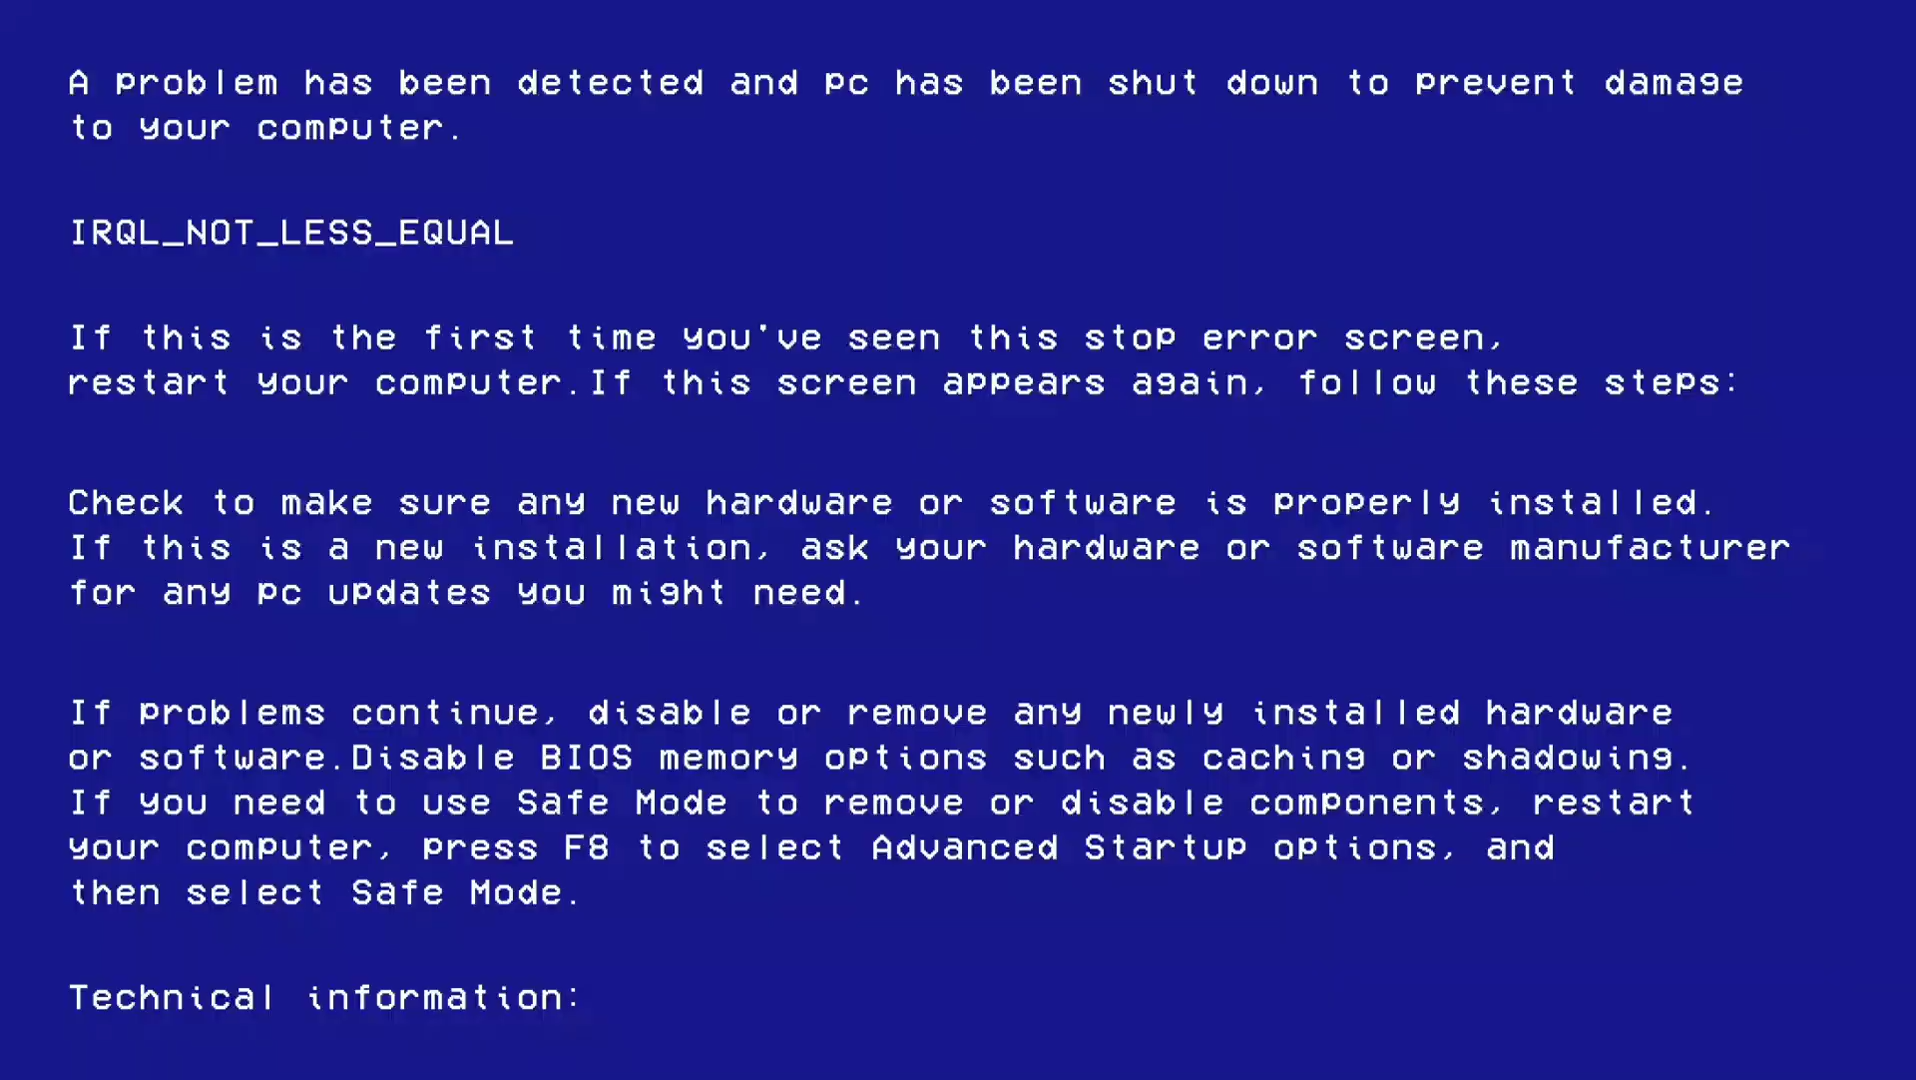 A problem has been detected and pc has been shut down to prevent damage
to your computer.
IRQL_NOT_LESS_EQUAL
If this is the first time you've seen this stop error screen,
restart your computer.If this screen appears again, follow these steps:
Check to make sure any new hardware or software is properly installed.
If this is a new installation, ask your hardware or software manufacturer
for any pc updates you might need.
If problems continue, disable or remove any newly installed hardware
or software.Disable BIOS memory options such as caching or shadowing.
If you need to use Safe Mode to remove or disable components, restart
your computer, press F8 to select Advanced Startup options, and
then select Safe Mode.
Technical information: